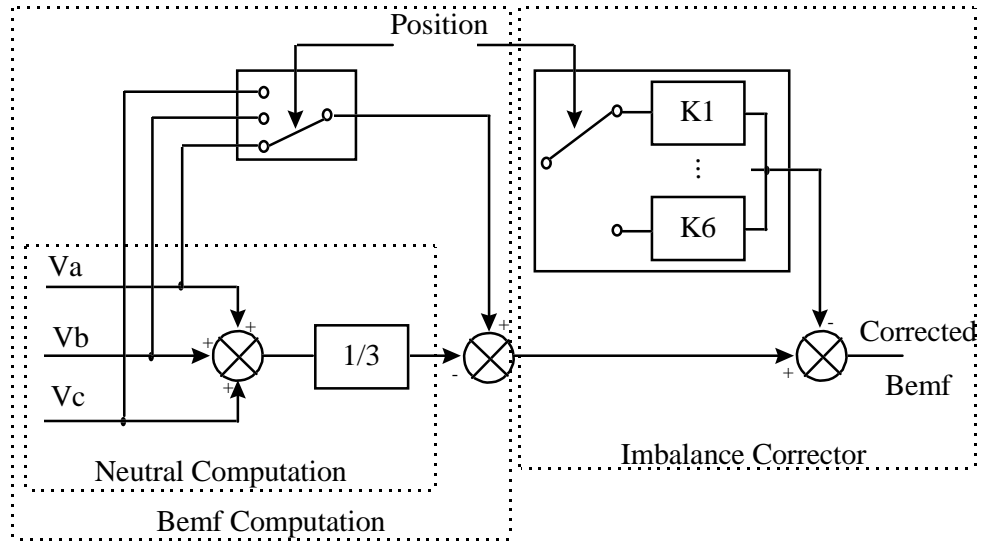 Position
K1
⋮
K6
Va
Vb
Vc
+
+
+
1/3
+
-
-
+
Corrected
Bemf
Neutral Computation
Bemf Computation
Imbalance Corrector